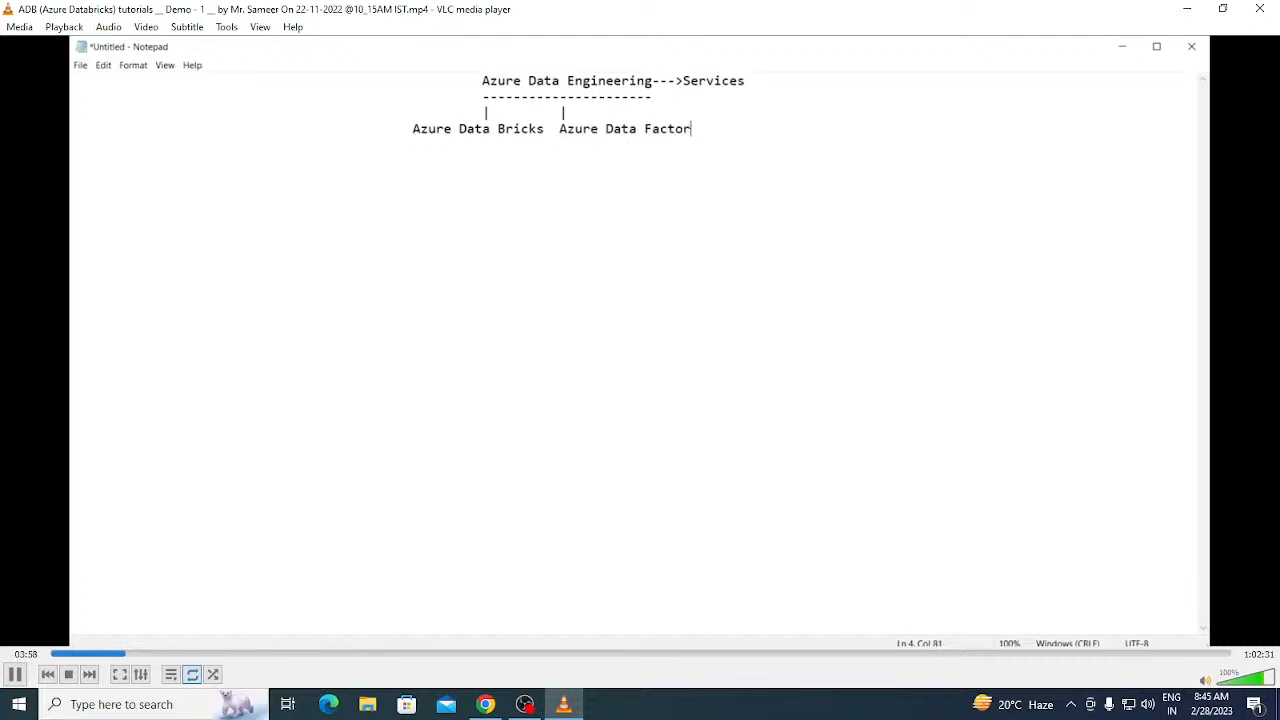 ADB (Azure Databricks) tutorials __ Demo - 1 __ by Mr. Sameer On 22-11-2022 @10_15AM IST.mp4 - VLC media player
Media Playback Audio Video Subtitle Tools View Help
*Untitled - Notepad
File Edit Format View Help
Azure Data Engineering--->Services
----------------------
| |
Azure Data Bricks Azure Data Factor
Ln 4, Col 81 100% Windows (CRLF) UTF-8
03:58 1:02:31
100%
Type here to search 20°C Haze ENG IN 8:45 AM 2/28/2023